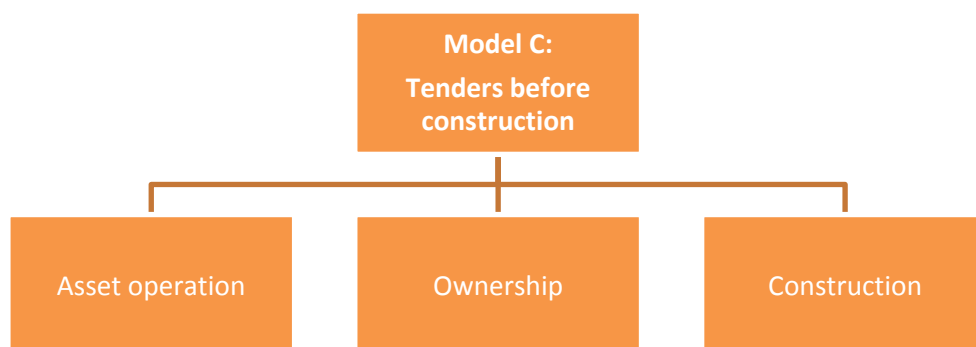 Model C:
Tenders before
construction
Asset operation
Ownership
Construction